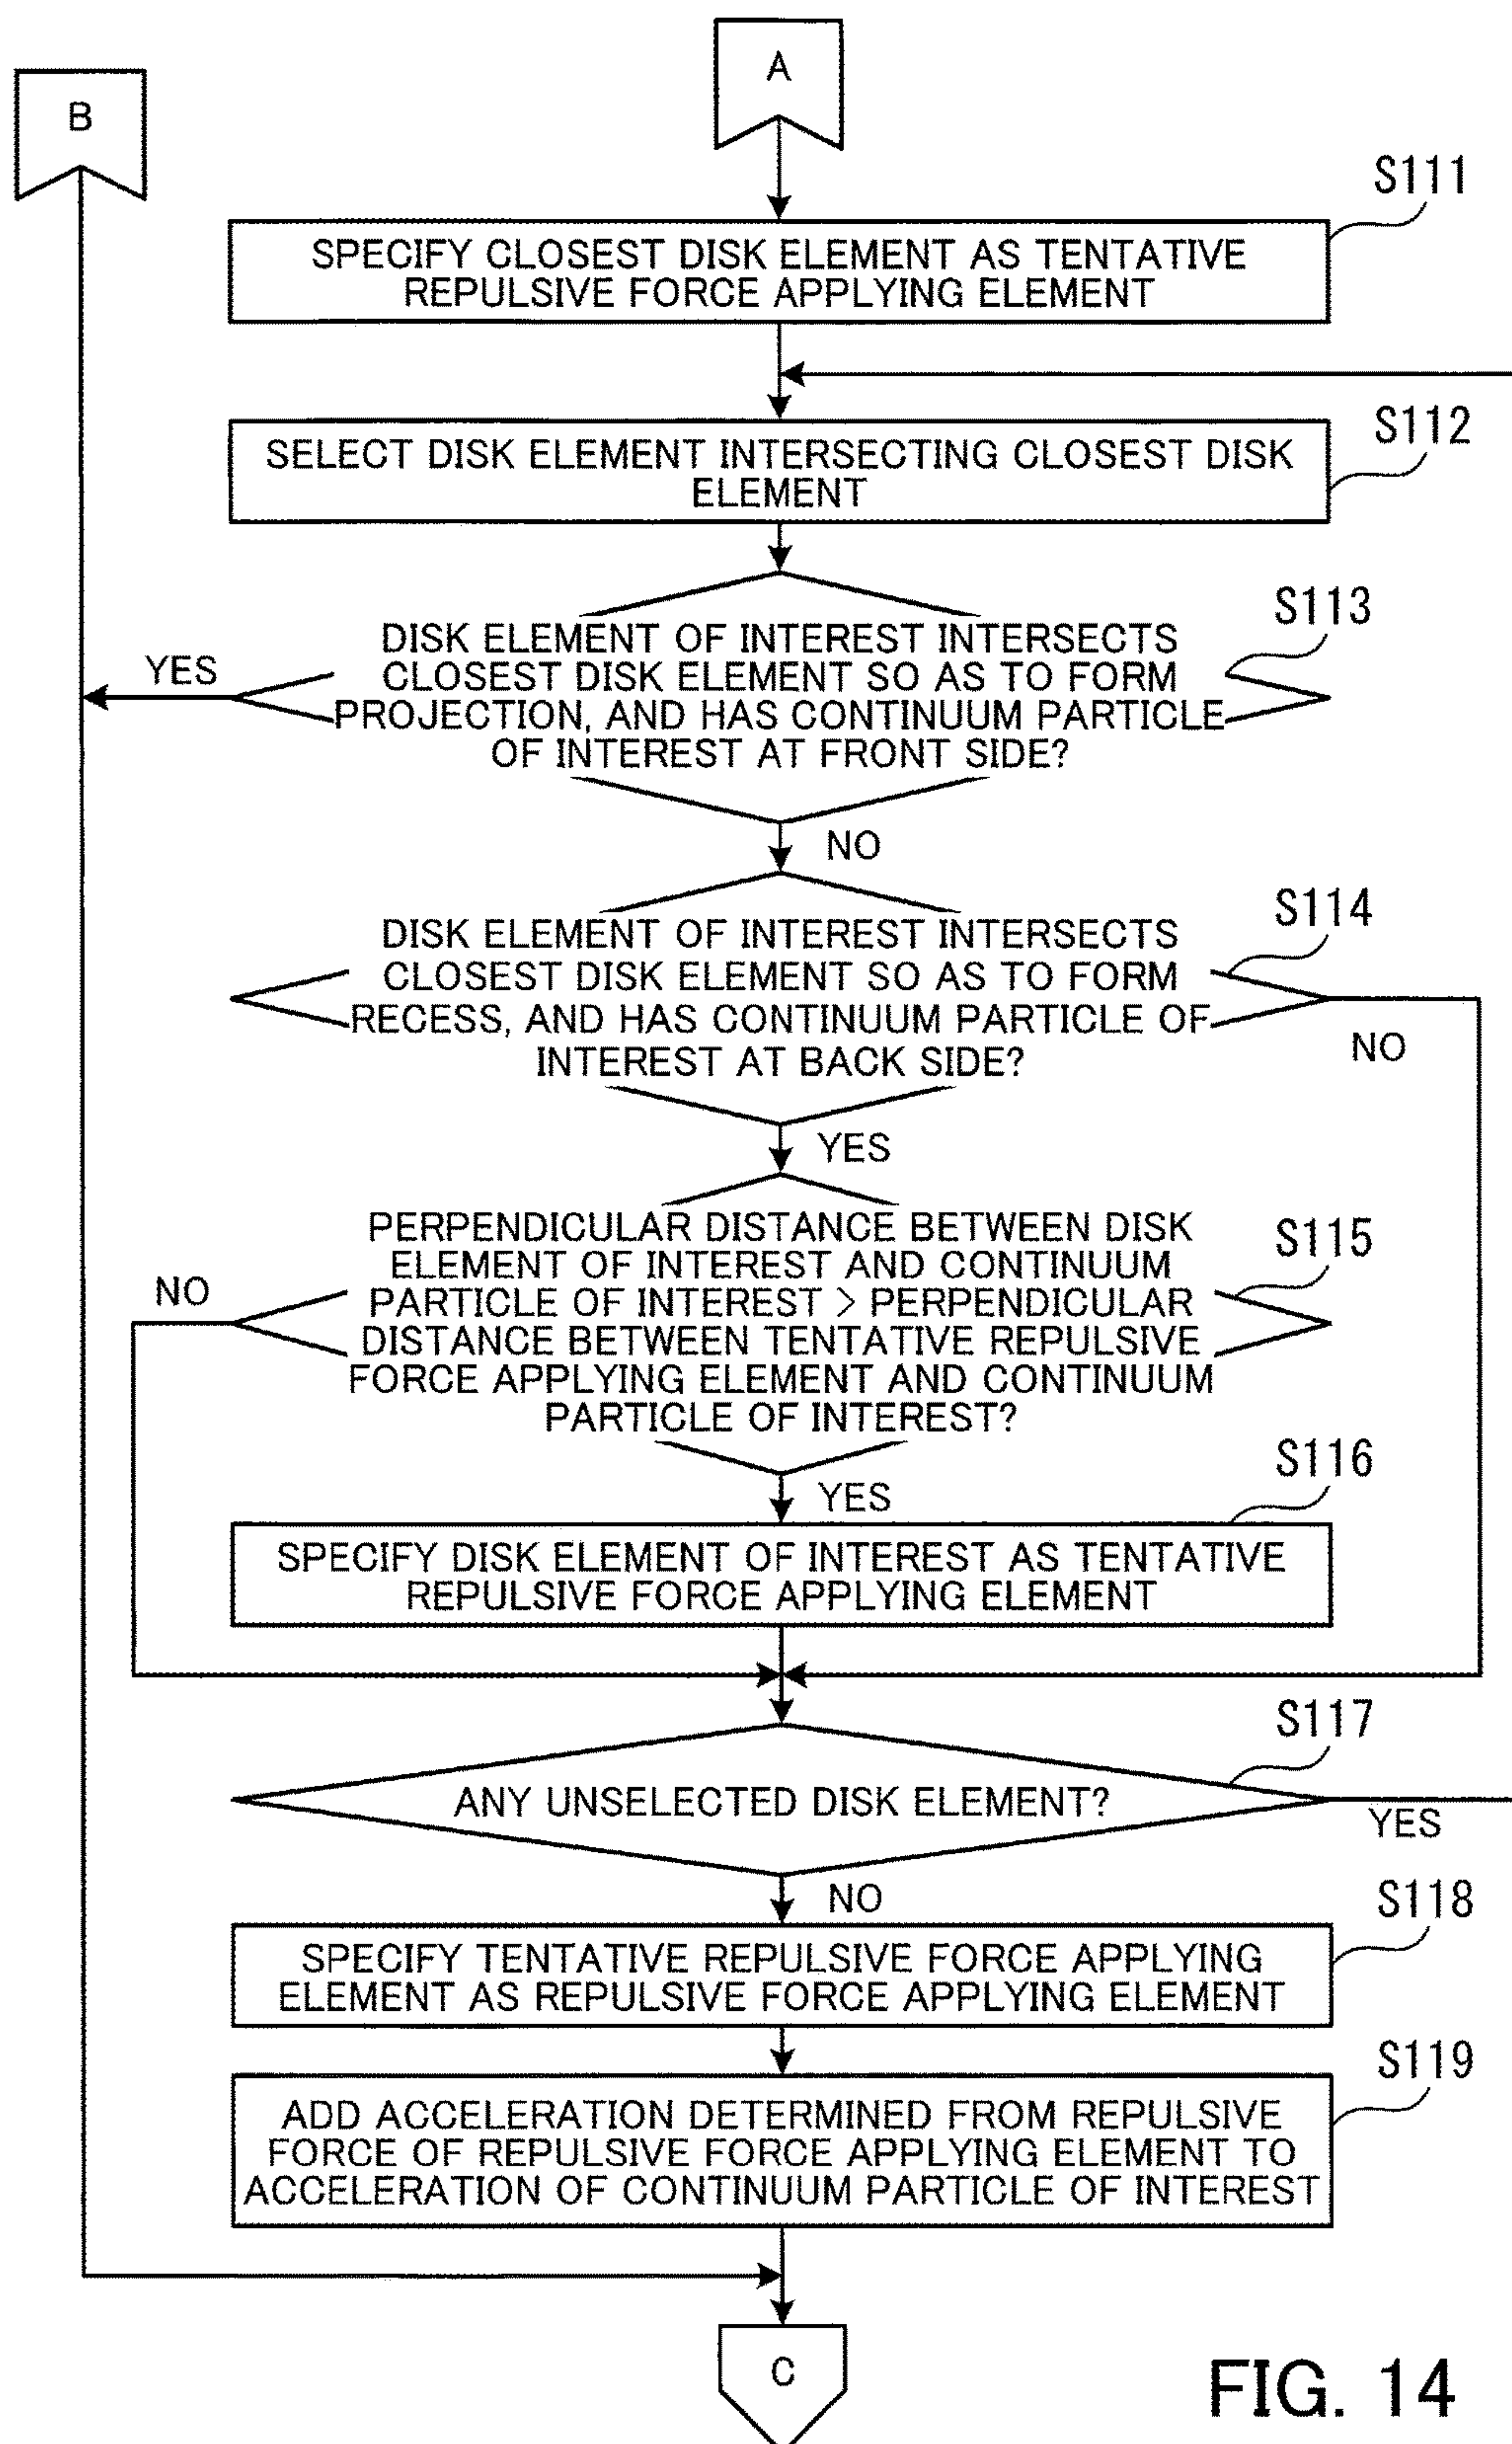 A
B
S111
SPECIFY CLOSEST DISK ELEMENT AS TENTATIVE
REPULSIVE FORCE APPLYING ELEMENT
S112
SELECT DISK ELEMENT INTERSECTING CLOSEST DISK
ELEMENT
S113
DISK ELEMENT OF INTEREST INTERSECTS
CLOSEST DISK ELEMENT SO AS TO FORM
PROJECTION, AND HAS CONTINUUM PARTICLE
OF INTEREST AT FRONT SIDE?
YES
NO
S114
DISK ELEMENT OF INTEREST INTERSECTS
CLOSEST DISK ELEMENT SO AS TO FORM
RECESS, AND HAS CONTINUUM PARTICLE OF
INTEREST AT BACK SIDE?
NO
YES
S115
PERPENDICULAR DISTANCE BETWEEN DISK
ELEMENT OF INTEREST AND CONTINUUM
PARTICLE OF INTEREST > PERPENDICULAR
DISTANCE BETWEEN TENTATIVE REPULSIVE
FORCE APPLYING ELEMENT AND CONTINUUM
PARTICLE OF INTEREST?
NO
YES
S116
SPECIFY DISK ELEMENT OF INTEREST AS TENTATIVE
REPULSIVE FORCE APPLYING ELEMENT
S117
ANY UNSELECTED DISK ELEMENT?
YES
NO
S118
SPECIFY TENTATIVE REPULSIVE FORCE APPLYING
ELEMENT AS REPULSIVE FORCE APPLYING ELEMENT
S119
ADD ACCELERATION DETERMINED FROM REPULSIVE
FORCE OF REPULSIVE FORCE APPLYING ELEMENT TO
ACCELERATION OF CONTINUUM PARTICLE OF INTEREST
C
FIG. 14